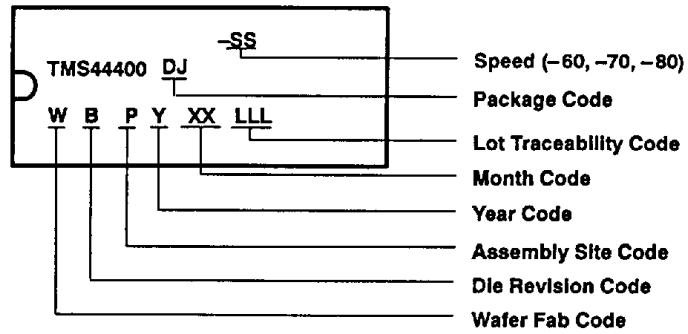 –SS
TMS44400 DJ
W B P Y XX LLL
Speed (–60, –70, –80)
Package Code
Lot Traceability Code
Month Code
Year Code
Assembly Site Code
Die Revision Code
Wafer Fab Code